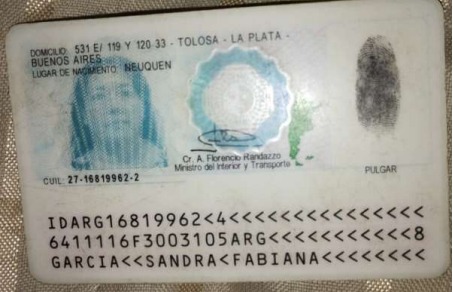 DOMICILIO: 531 E/ 119 Y 120 33 - TOLOSA - LA PLATA -
BUENOS AIRES
LUGAR DE NACIMIENTO: NEUQUEN
Cr. A. Florencio Randazzo
Ministro del Interior y Transporte
PULGAR
CUIL: 27-16819962-2
IDARG16819962<4<<<<<<<<<<<<<<<
6411116F3003105ARG<<<<<<<<<<<8
GARCIA<<SANDRA<FABIANA<<<<<<<<